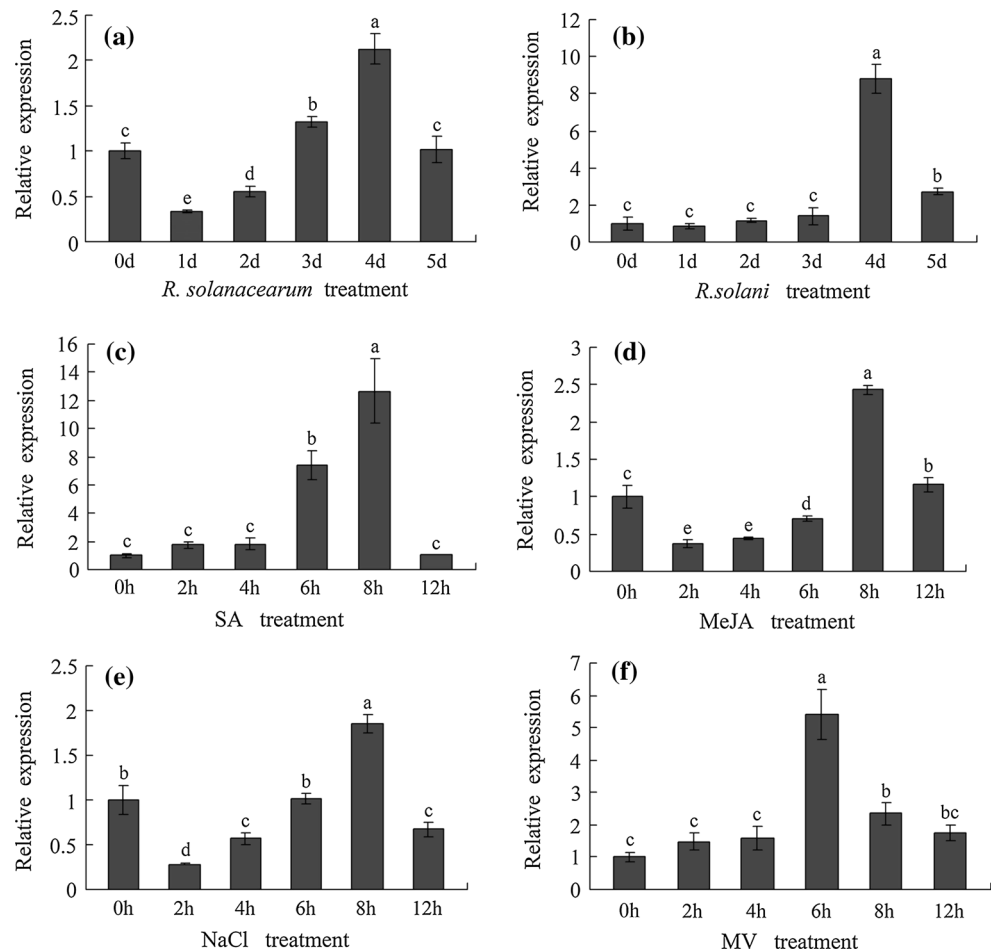 (a)
Relative expression
2.5
2
1.5
1
0.5
0
c
e
d
b
a
c
0d 1d 2d 3d 4d 5d
R. solanacearum treatment
(b)
Relative expression
12
10
8
6
4
2
0
c
c
c
c
a
b
0d 1d 2d 3d 4d 5d
R.solani treatment
(c)
Relative expression
16
14
12
10
8
6
4
2
0
c
c
c
b
a
c
0h 2h 4h 6h 8h 12h
SA treatment
(d)
Relative expression
3
2.5
2
1.5
1
0.5
0
c
e
e
d
a
b
0h 2h 4h 6h 8h 12h
MeJA treatment
(e)
Relative expression
2.5
2
1.5
1
0.5
0
b
d
c
b
a
c
0h 2h 4h 6h 8h 12h
NaCl treatment
(f)
Relative expression
7
6
5
4
3
2
1
0
c
c
c
a
b
bc
0h 2h 4h 6h 8h 12h
MV treatment